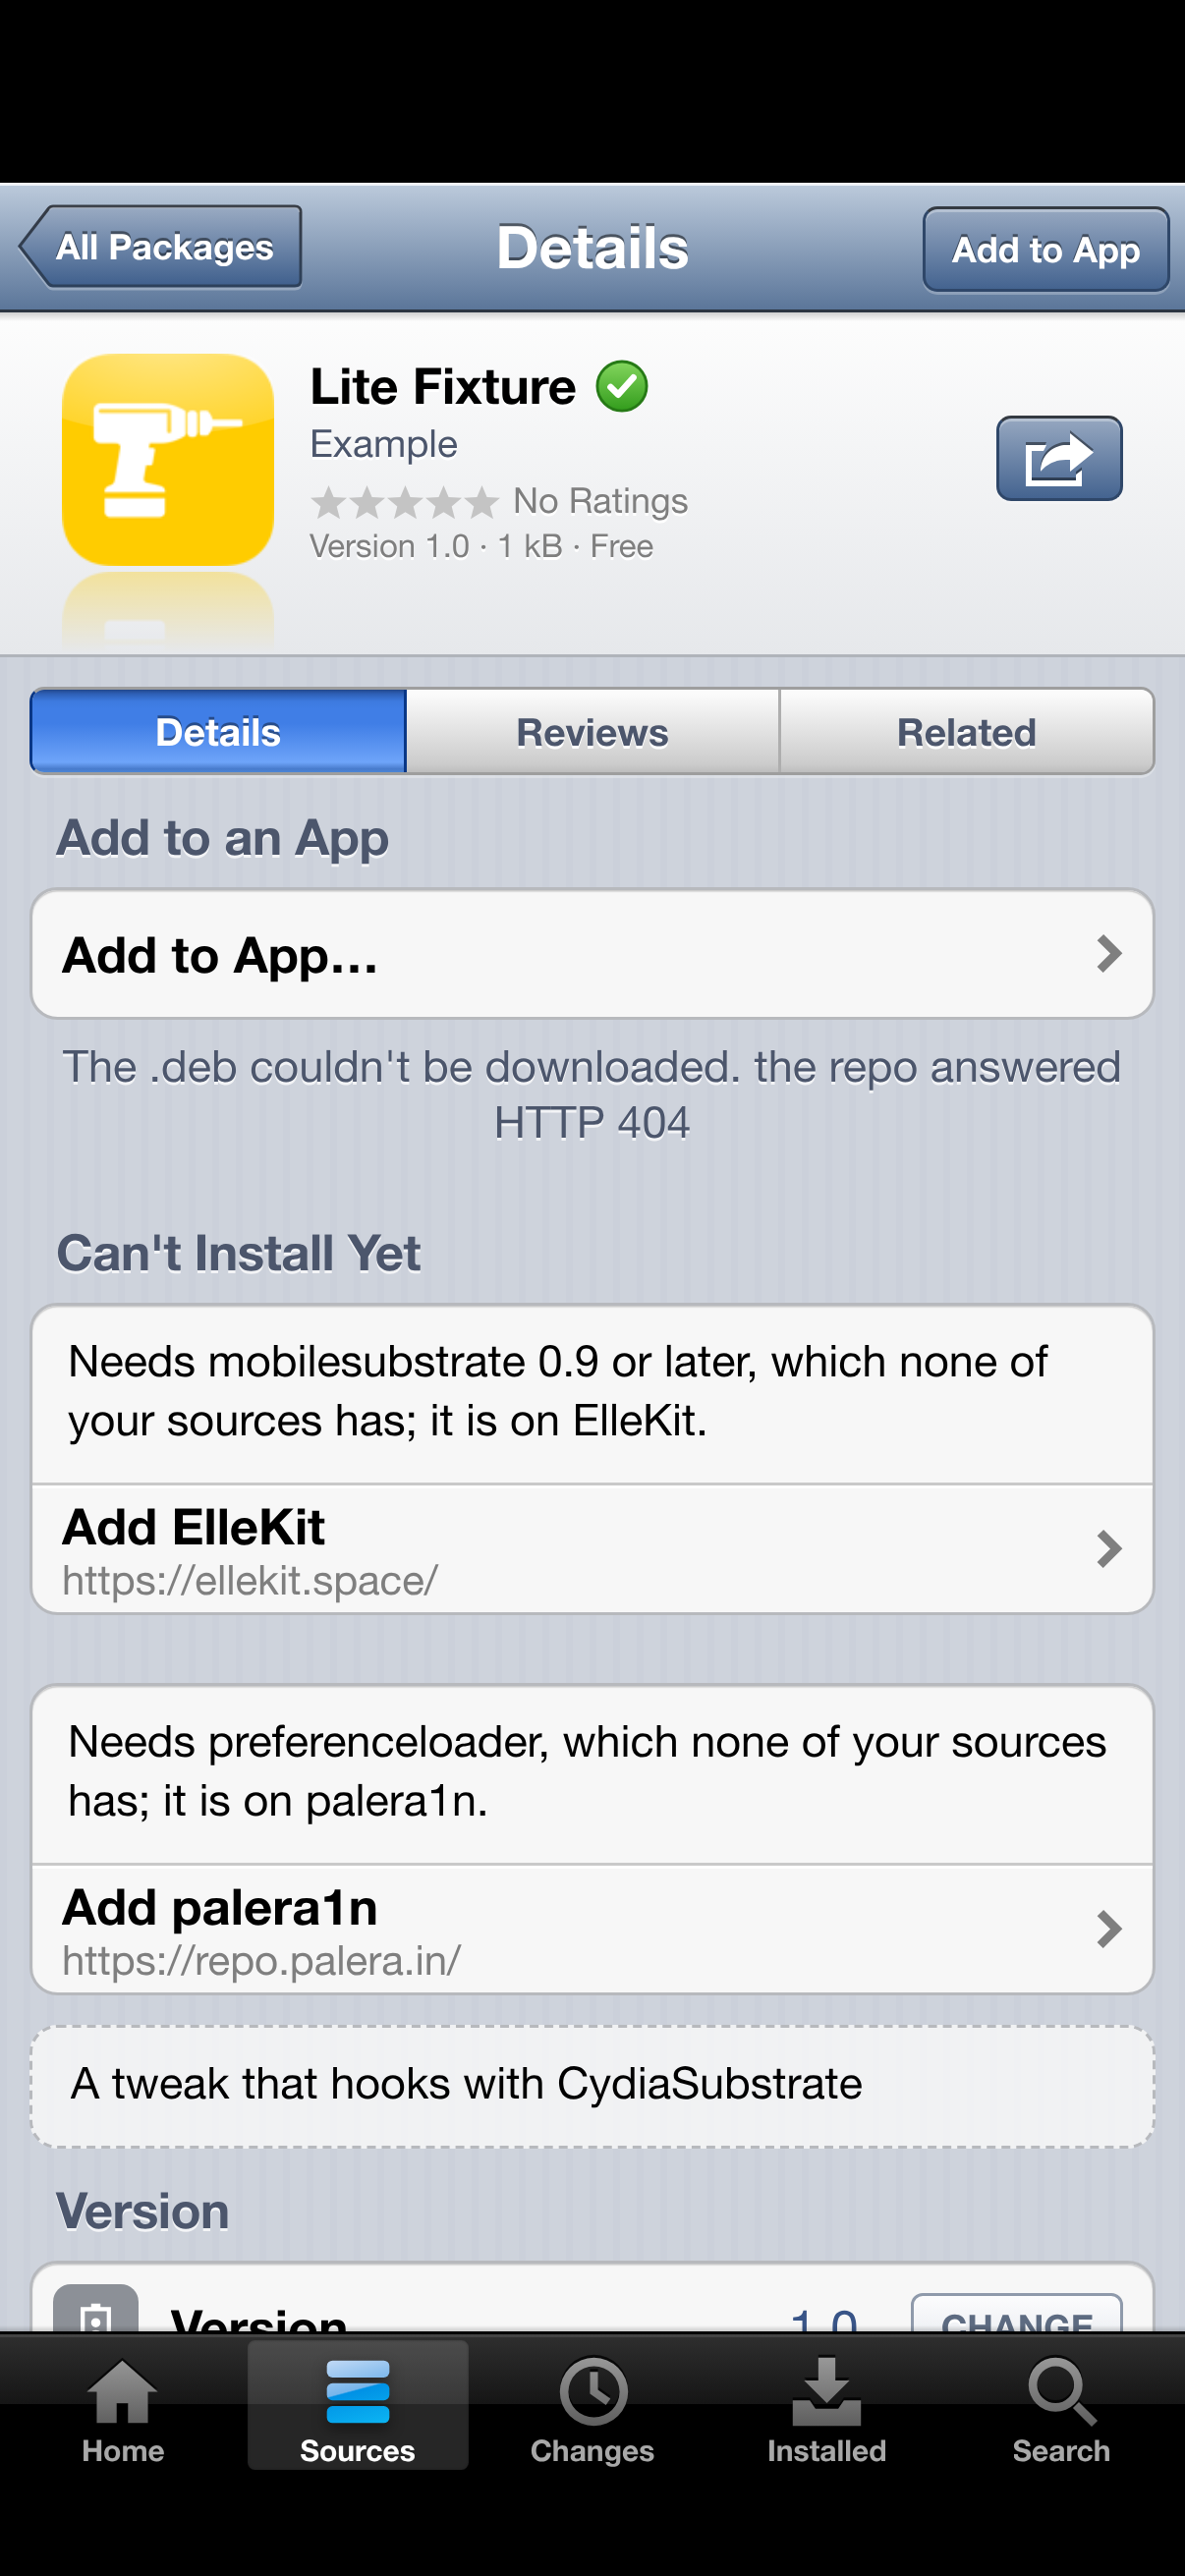 All Packages
Details
Add to App
Lite Fixture
Example
No Ratings
Version 1.0 · 1 kB · Free
Details
Reviews
Related
Add to an App
Add to App...
The .deb couldn't be downloaded. the repo answered
HTTP 404
Can't Install Yet
Needs mobilesubstrate 0.9 or later, which none of
your sources has; it is on ElleKit.
Add ElleKit
https://ellekit.space/
Needs preferenceloader, which none of your sources
has; it is on palera1n.
Add palera1n
https://repo.palera.in/
A tweak that hooks with CydiaSubstrate
Version
Version
1.0
CHANGE
Home
Sources
Changes
Installed
Search